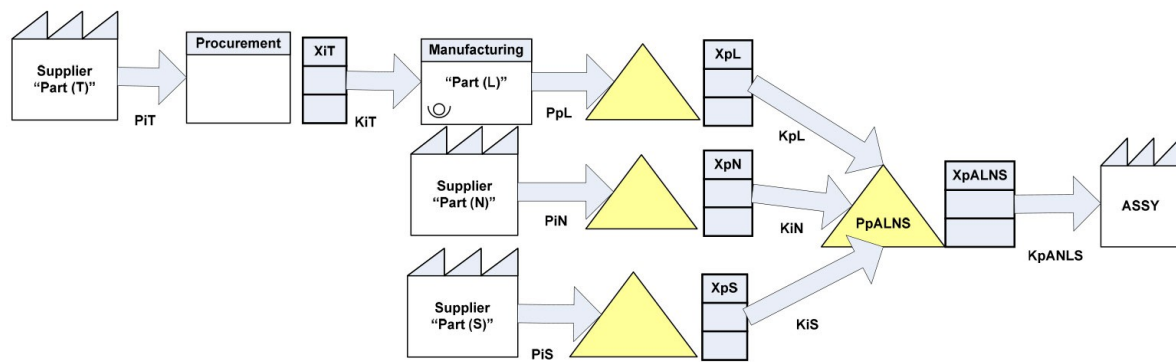 Supplier
“Part (T)”
PiT
Procurement
XiT
KiT
Manufacturing
“Part (L)”
PpL
XpL
KpL
Supplier
“Part (N)”
PiN
XpN
KiN
Supplier
“Part (S)”
PiS
XpS
KiS
PpALNS
XpALNS
KpANLS
ASSY